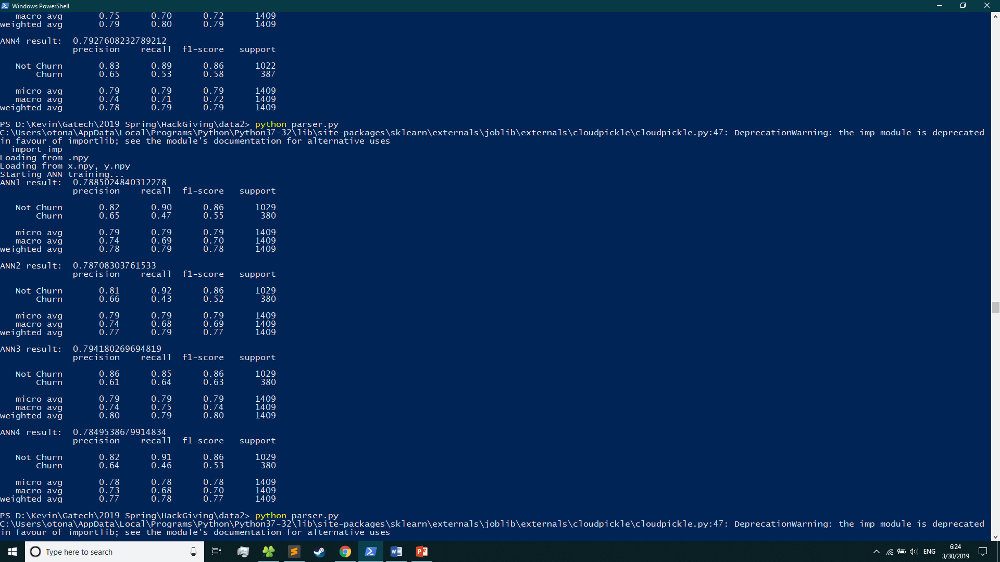 Windows PowerShell
macro avg 0.75 0.70 0.72 1409
weighted avg 0.79 0.80 0.79 1409
ANN4 result: 0.7927608232789212
precision recall f1-score support
Not Churn 0.83 0.89 0.86 1022
Churn 0.65 0.53 0.58 387
micro avg 0.79 0.79 0.79 1409
macro avg 0.74 0.71 0.72 1409
weighted avg 0.78 0.79 0.79 1409
PS D:\Kevin\Gatech\2019 Spring\HackGiving\data2> python parser.py
C:\Users\otona\AppData\Local\Programs\Python\Python37-32\lib\site-packages\sklearn\externals\joblib\externals\cloudpickle\cloudpickle.py:47: DeprecationWarning: the imp module is deprecated
in favour of importlib; see the module's documentation for alternative uses
import imp
Loading from .npy
Loading from x.npy, y.npy
Starting ANN training...
ANN1 result: 0.7885024840312278
precision recall f1-score support
Not Churn 0.82 0.90 0.86 1029
Churn 0.65 0.47 0.55 380
micro avg 0.79 0.79 0.79 1409
macro avg 0.74 0.69 0.70 1409
weighted avg 0.78 0.79 0.78 1409
ANN2 result: 0.78708303761533
precision recall f1-score support
Not Churn 0.81 0.92 0.86 1029
Churn 0.66 0.43 0.52 380
micro avg 0.79 0.79 0.79 1409
macro avg 0.74 0.68 0.69 1409
weighted avg 0.77 0.79 0.77 1409
ANN3 result: 0.794180269694819
precision recall f1-score support
Not Churn 0.86 0.85 0.86 1029
Churn 0.61 0.64 0.63 380
micro avg 0.79 0.79 0.79 1409
macro avg 0.74 0.75 0.74 1409
weighted avg 0.80 0.79 0.80 1409
ANN4 result: 0.7849538679914834
precision recall f1-score support
Not Churn 0.82 0.91 0.86 1029
Churn 0.64 0.46 0.53 380
micro avg 0.78 0.78 0.78 1409
macro avg 0.73 0.68 0.70 1409
weighted avg 0.77 0.78 0.77 1409
PS D:\Kevin\Gatech\2019 Spring\HackGiving\data2> python parser.py
C:\Users\otona\AppData\Local\Programs\Python\Python37-32\lib\site-packages\sklearn\externals\joblib\externals\cloudpickle\cloudpickle.py:47: DeprecationWarning: the imp module is deprecated
in favour of importlib; see the module's documentation for alternative uses
Type here to search
ENG
6:24
3/30/2019